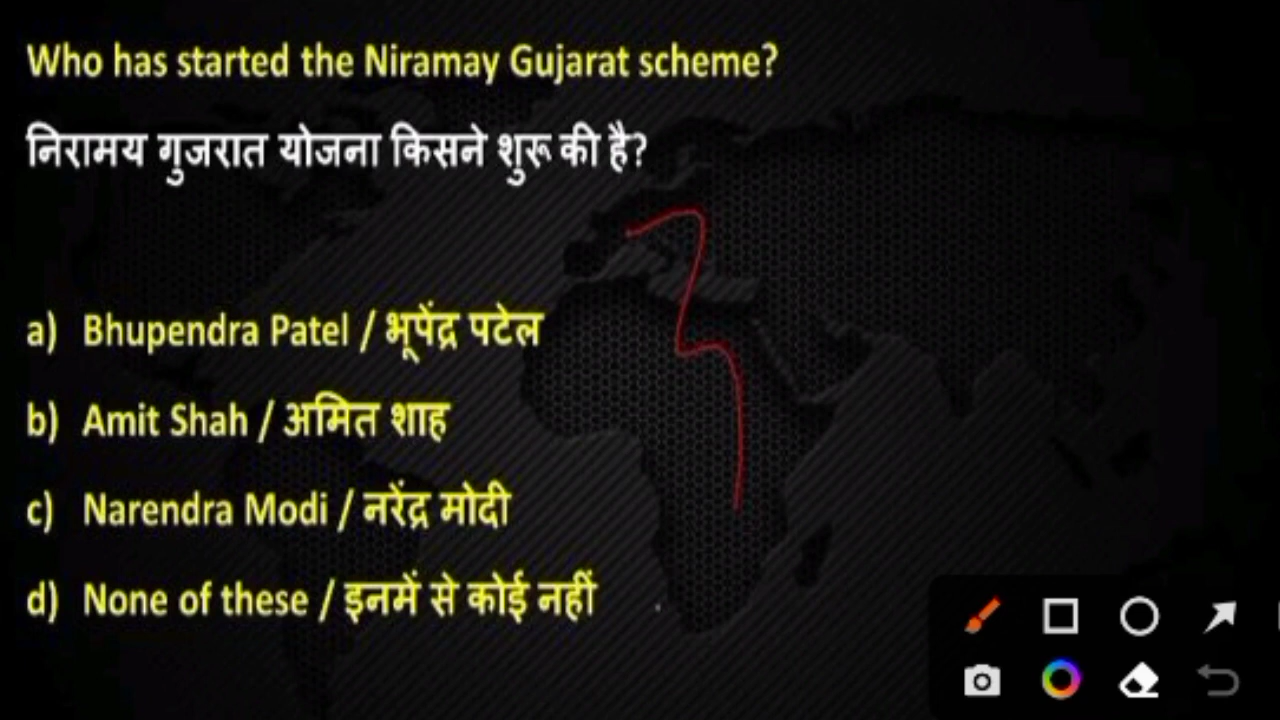 Who has started the Niramay Gujarat scheme?
निरामय गुजरात योजना किसने शुरू की है?
a) Bhupendra Patel / भूपेंद्र पटेल
b) Amit Shah / अमित शाह
c) Narendra Modi / नरेंद्र मोदी
d) None of these / इनमें से कोई नहीं